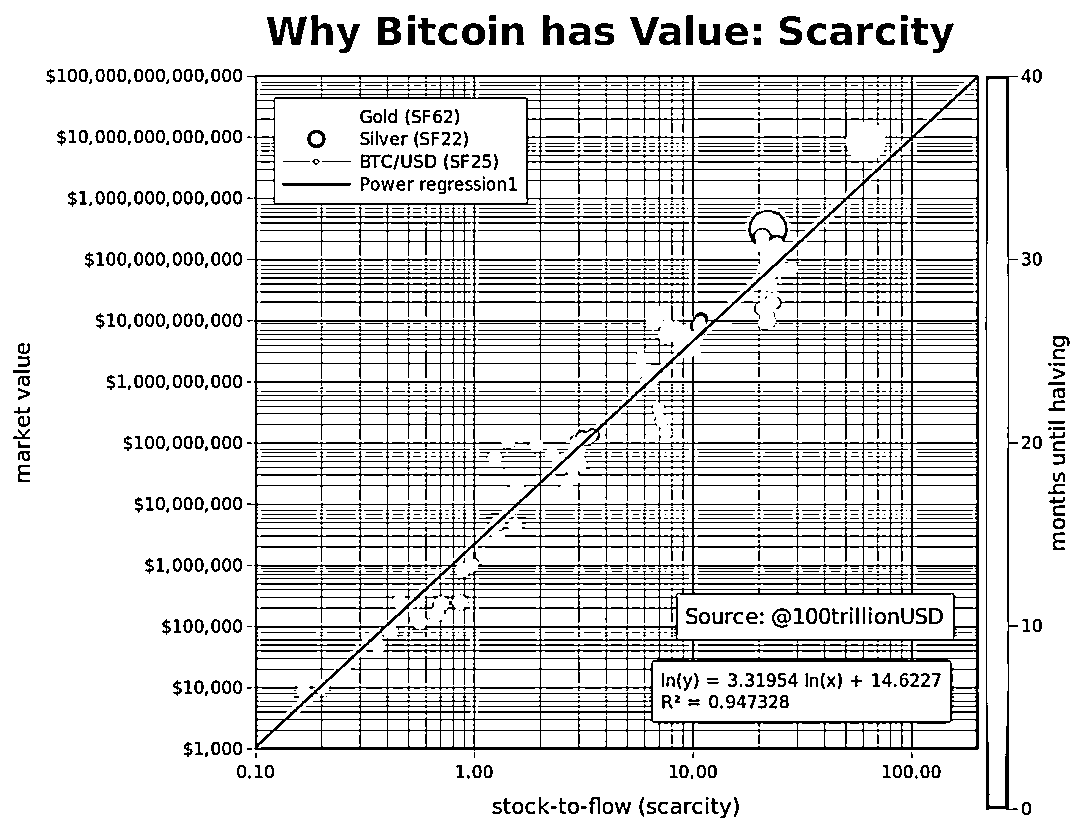 Why Bitcoin has Value: Scarcity
$100,000,000,000,000
$10,000,000,000,000
$1,000,000,000,000
$100,000,000,000
$10,000,000,000
$1,000,000,000
$100,000,000
$10,000,000
$1,000,000
$100,000
$10,000
$1,000
market value
Gold (SF62)
Silver (SF22)
BTC/USD (SF25)
Power regression1
Source: @100trillionUSD
ln(y) = 3.31954 ln(x) + 14.6227
R² = 0.947328
0.10
1.00
10.00
100.00
stock-to-flow (scarcity)
40
30
20
10
0
months until halving